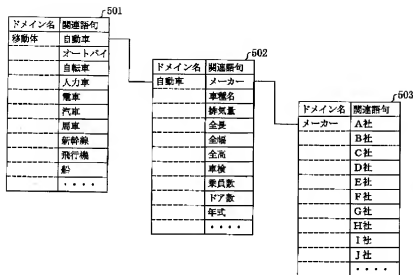 501
ドメイン名 関連語句
移動体 自動車
オートバイ
自転車
人力車
電車
汽車
馬車
新幹線
飛行機
船
・・・・
502
ドメイン名 関連語句
自動車 メーカー
車種名
排気量
全長
全幅
全高
車検
乗員数
ドア数
年式
・・・・
503
ドメイン名 関連語句
メーカー A社
B社
C社
D社
E社
F社
G社
H社
I社
J社
・・・・